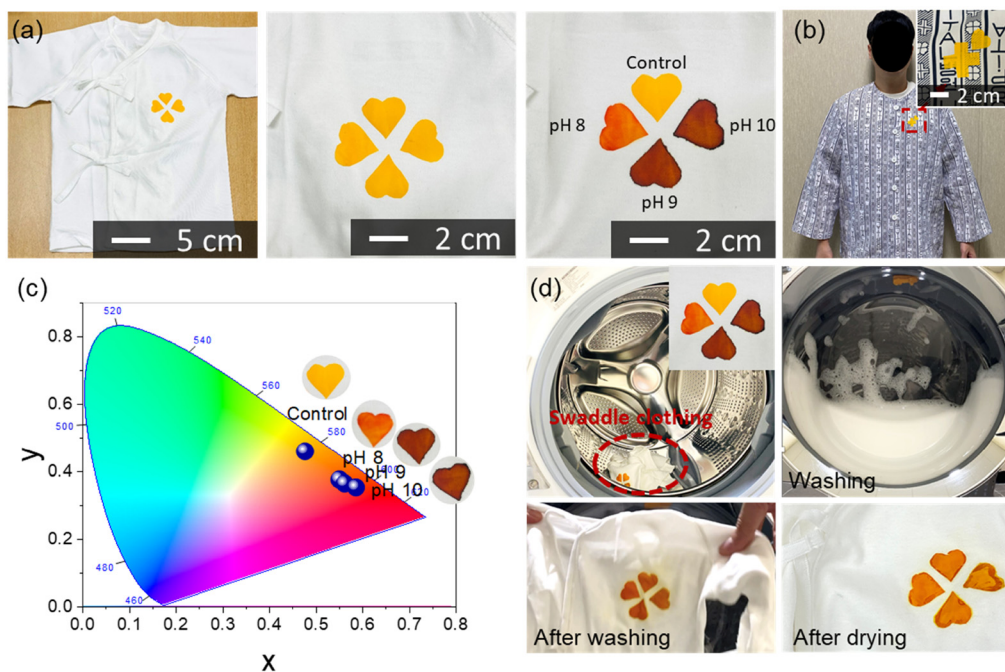 (a)
5 cm
2 cm
Control
pH 8
pH 10
pH 9
2 cm
(b)
2 cm
(c)
0.8
0.6
0.4
0.2
0.0
y
0.0 0.1 0.2 0.3 0.4 0.5 0.6 0.7 0.8
x
520
540
560
580
600
620
500
480
460
Control
pH 8
pH 9
pH 10
(d)
Swaddle clothing
Washing
After washing
After drying